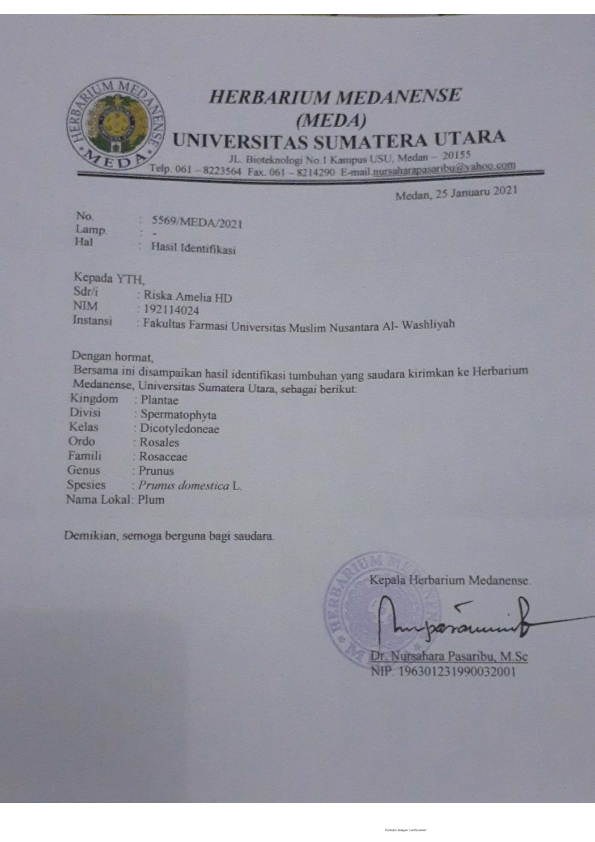 HERBARIUM MEDANENSE
(MEDA)
UNIVERSITAS SUMATERA UTARA
JL. Bioteknologi No.1 Kampus USU, Medan – 20155
Telp. 061 – 8223564 Fax. 061 – 8214290 E-mail.nursaharapasaribu@yahoo.com
HERBARIUM MEDANENSE
MEDA
Medan, 25 Januaru 2021
No. : 5569/MEDA/2021
Lamp. : -
Hal : Hasil Identifikasi
Kepada YTH,
Sdr/i : Riska Amelia HD
NIM : 192114024
Instansi : Fakultas Farmasi Universitas Muslim Nusantara Al- Washliyah
Dengan hormat,
Bersama ini disampaikan hasil identifikasi tumbuhan yang saudara kirimkan ke Herbarium
Medanense, Universitas Sumatera Utara, sebagai berikut:
Kingdom : Plantae
Divisi : Spermatophyta
Kelas : Dicotyledoneae
Ordo : Rosales
Famili : Rosaceae
Genus : Prunus
Spesies : Prunus domestica L.
Nama Lokal: Plum
Demikian, semoga berguna bagi saudara.
Kepala Herbarium Medanense.
HERBARIUM MEDANENSE
Dr. Nursahara Pasaribu, M.Sc
NIP. 196301231990032001